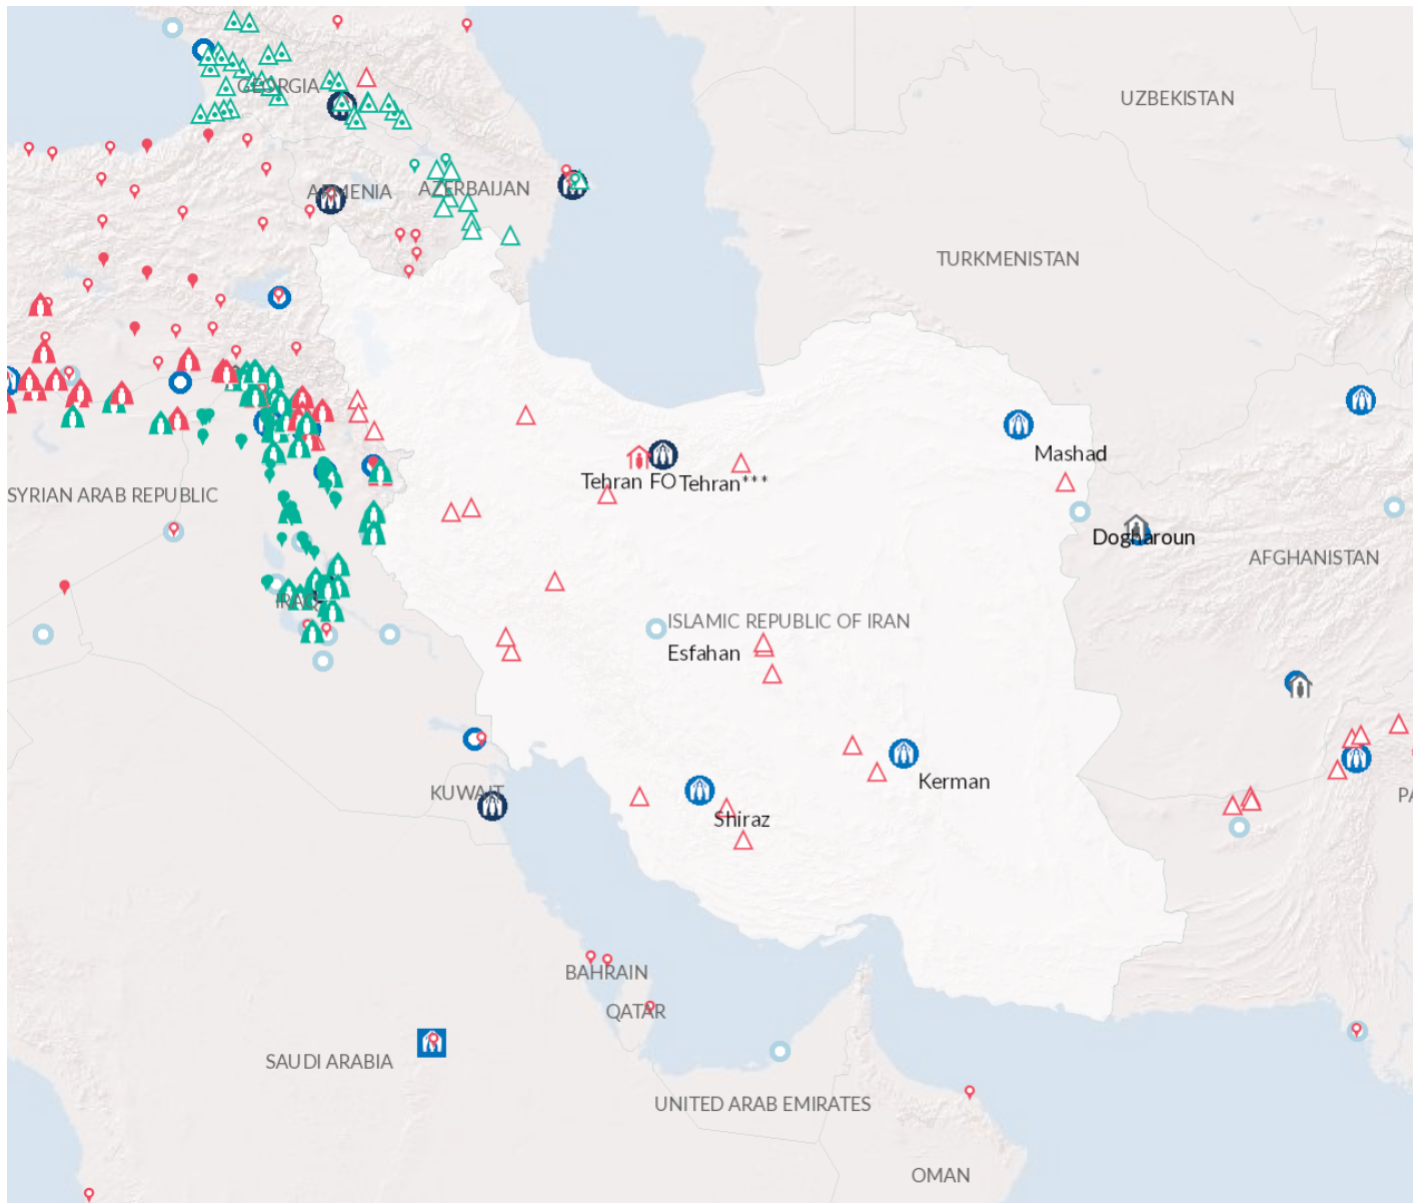 GEORGIA
UZBEKISTAN
ARMENIA
AZERBAIJAN
TURKMENISTAN
Mashad
Tehran FO
Tehran***
SYRIAN ARAB REPUBLIC
Dogharoun
AFGHANISTAN
IRAQ
ISLAMIC REPUBLIC OF IRAN
Esfahan
Kerman
KUWAIT
PA
Shiraz
BAHRAIN
QATAR
SAUDI ARABIA
UNITED ARAB EMIRATES
OMAN